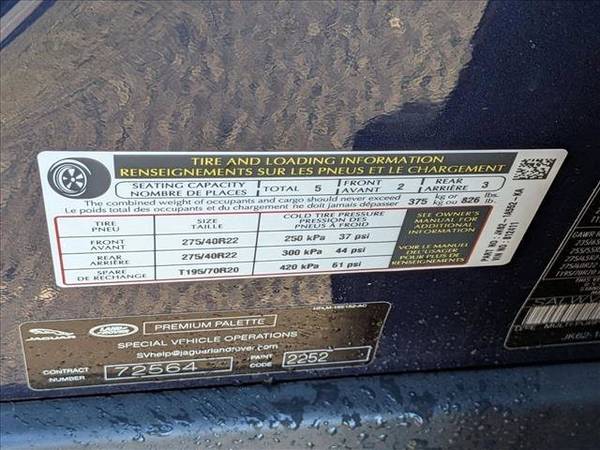 TIRE AND LOADING INFORMATION
RENSEIGNEMENTS SUR LES PNEUS ET LE CHARGEMENT
SEATING CAPACITY TOTAL 5 FRONT 2 REAR 3
NOMBRE DE PLACES AVANT ARRIÈRE
The combined weight of occupants and cargo should never exceed 375 kg or 826 lbs.
Le poids total des occupants et du chargement ne doit jamais dépasser kg ou lb.
TIRE SIZE COLD TIRE PRESSURE
PNEU TAILLE PRESSION DES PNEUS À FROID
FRONT AVANT 275/40R22 250 kPa 37 psi
REAR ARRIÈRE 275/40R22 300 kPa 44 psi
SPARE DE RECHANGE T195/70R20 420 kPa 61 psi
SEE OWNER'S
MANUAL FOR
ADDITIONAL
INFORMATION
VOIR LE MANUEL
DE L'USAGER
POUR PLUS DE
RENSEIGNEMENTS
JAGUAR
LAND ROVER
PREMIUM PALETTE
SPECIAL VEHICLE OPERATIONS
SVhelp@jaguarlandrover.com
CONTRACT NUMBER 72564
PAINT CODE 2252